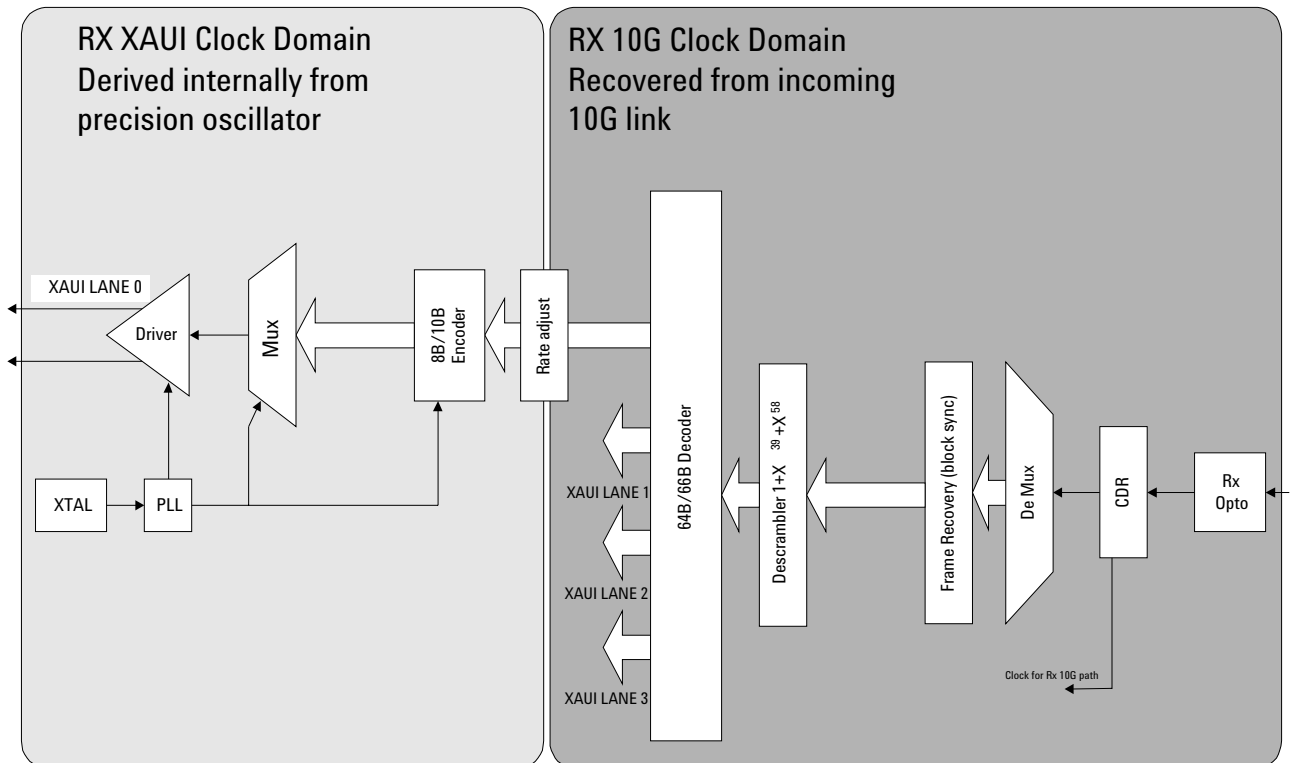 RX XAUI Clock Domain
Derived internally from
precision oscillator
RX 10G Clock Domain
Recovered from incoming
10G link
XAUI LANE 0
Driver
Mux
8B/10B
Encoder
Rate adjust
XTAL
PLL
XAUI LANE 1
XAUI LANE 2
XAUI LANE 3
64B/66B Decoder
Descrambler 1+X 39 +X 58
Frame Recovery (block sync)
De Mux
CDR
Rx
Opto
Clock for Rx 10G path